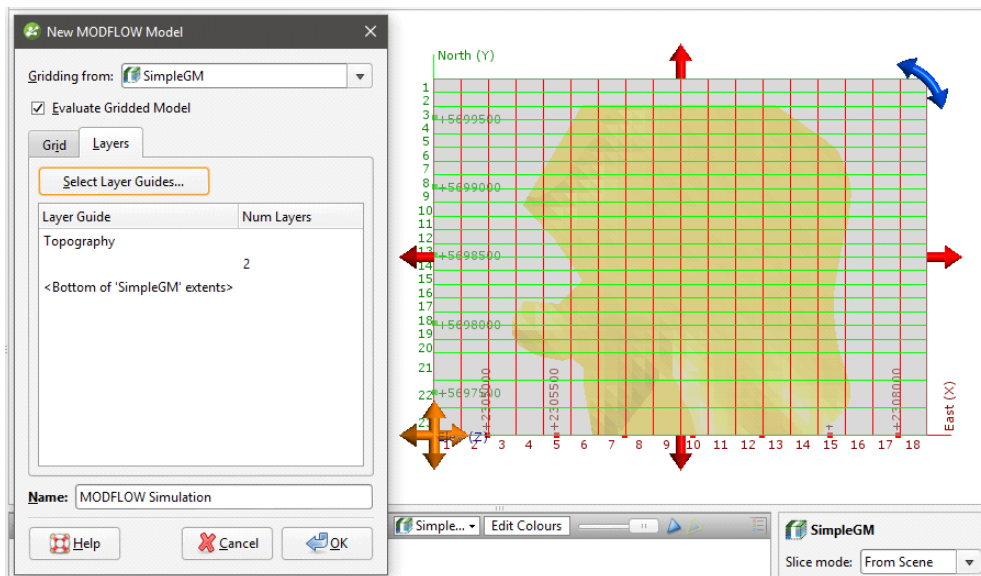 New MODFLOW Model
Gridding from: SimpleGM
Evaluate Gridded Model
Grid Layers
Select Layer Guides...
Layer Guide Num Layers
Topography
2
<Bottom of 'SimpleGM' extents>
Name: MODFLOW Simulation
Help Cancel OK
North (Y)
1
2
3
+5699500
4
5
6
7
8
+5699000
9
10
11
12
13
+5698500
14
15
16
17
18
+5698000
19
20
21
22
+5697500
+2305000
+2305500
+2308000
East (X)
1 2 3 4 5 6 7 8 9 10 11 12 13 14 15 16 17 18
Simple... Edit Colours
SimpleGM
Slice mode: From Scene